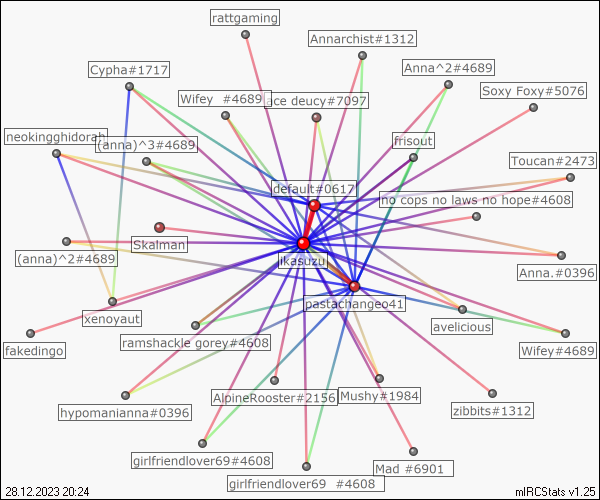 rattgaming
Annarchist#1312
Cypha#1717
Anna^2#4689
Soxy Foxy#5076
Wifey  #4689
ace deucy#7097
neokingghidorah
(anna)^3#4689
frisout
Toucan#2473
default#0617
no cops no laws no hope#4608
Skalman
(anna)^2#4689
ikasuzu
Anna.#0396
pastachangeo41
xenoyaut
avelicious
fakedingo
ramshackle gorey#4608
Wifey#4689
hypomanianna#0396
AlpineRooster#2156
Mushy#1984
zibbits#1312
girlfriendlover69#4608
Mad #6901
girlfriendlover69  #4608
28.12.2023 20:24
mIRCStats v1.25